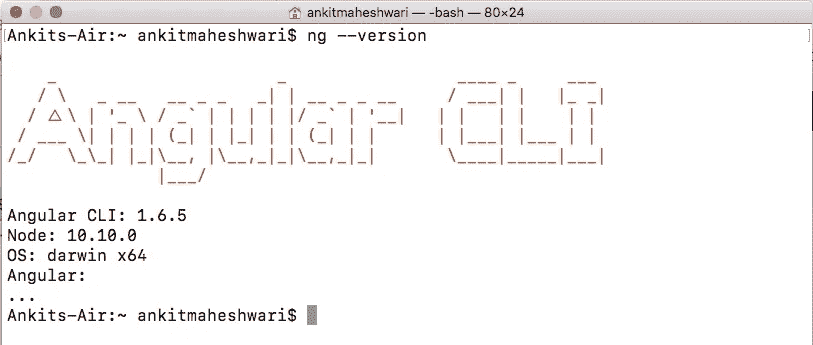 ankitmaheshwari — -bash — 80×24
Ankits-Air:~ ankitmaheshwari$ ng --version
Angular CLI
Angular CLI: 1.6.5
Node: 10.10.0
OS: darwin x64
Angular:
...
Ankits-Air:~ ankitmaheshwari$